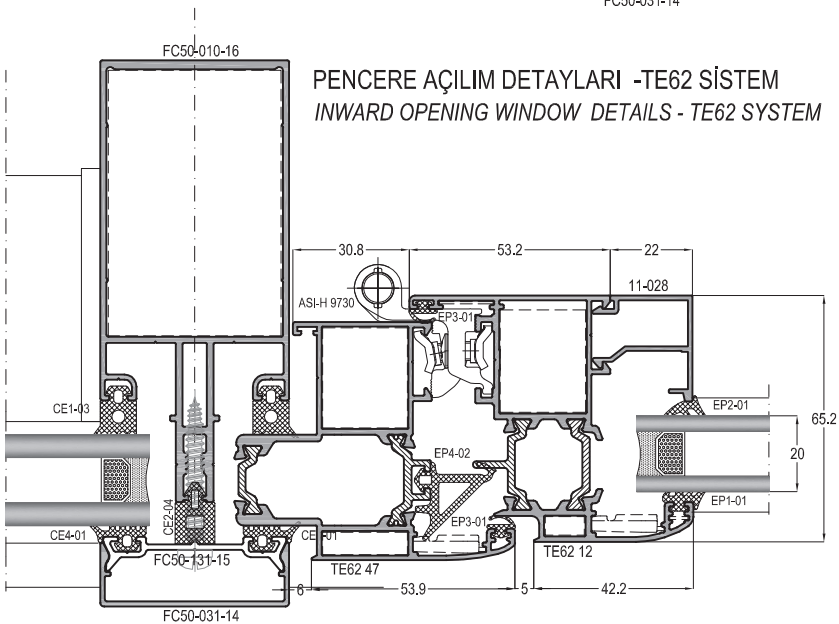 FC50-031-14
FC50-010-16
PENCERE AÇILIM DETAYLARI -TE62 SİSTEM
INWARD OPENING WINDOW DETAILS - TE62 SYSTEM
30.8
53.2
22
11-028
ASI-H 9730
EP3-01
CE1-03
EP2-01
65.2
EP4-02
20
CE2-04
EP3-01
EP1-01
CE4-01
FC50-131-15
TE62 12
TE62 47
6
53.9
5
42.2
FC50-031-14